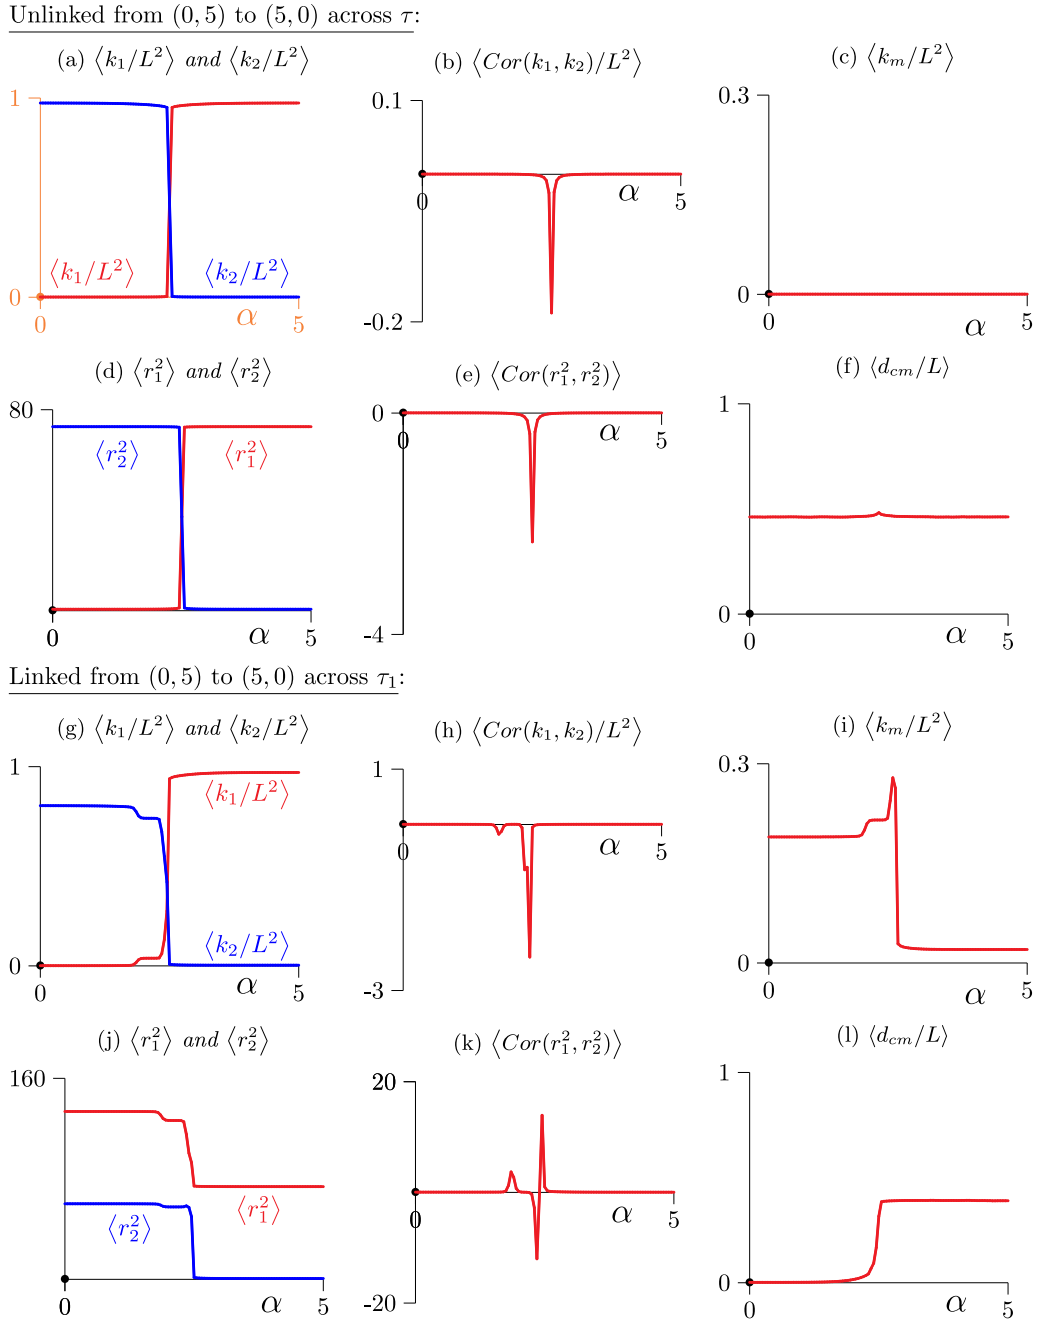 Unlinked from (0, 5) to (5, 0) across τ:
(a) ⟨k₁/L²⟩ and ⟨k₂/L²⟩
(b) ⟨Cor(k₁, k₂)/L²⟩
(c) ⟨kₘ/L²⟩
1
0
0
5
α
⟨k₁/L²⟩
⟨k₂/L²⟩
0.1
-0.2
0
5
α
0.3
0
0
5
α
(d) ⟨r₁²⟩ and ⟨r₂²⟩
(e) ⟨Cor(r₁², r₂²)⟩
(f) ⟨d_cm/L⟩
80
0
5
α
⟨r₂²⟩
⟨r₁²⟩
0
-4
0
5
α
1
0
0
5
α
Linked from (0, 5) to (5, 0) across τ₁:
(g) ⟨k₁/L²⟩ and ⟨k₂/L²⟩
(h) ⟨Cor(k₁, k₂)/L²⟩
(i) ⟨kₘ/L²⟩
1
0
0
5
α
⟨k₁/L²⟩
⟨k₂/L²⟩
1
-3
0
5
α
0.3
0
0
5
α
(j) ⟨r₁²⟩ and ⟨r₂²⟩
(k) ⟨Cor(r₁², r₂²)⟩
(l) ⟨d_cm/L⟩
160
0
5
α
⟨r₂²⟩
⟨r₁²⟩
20
-20
0
5
α
1
0
0
5
α